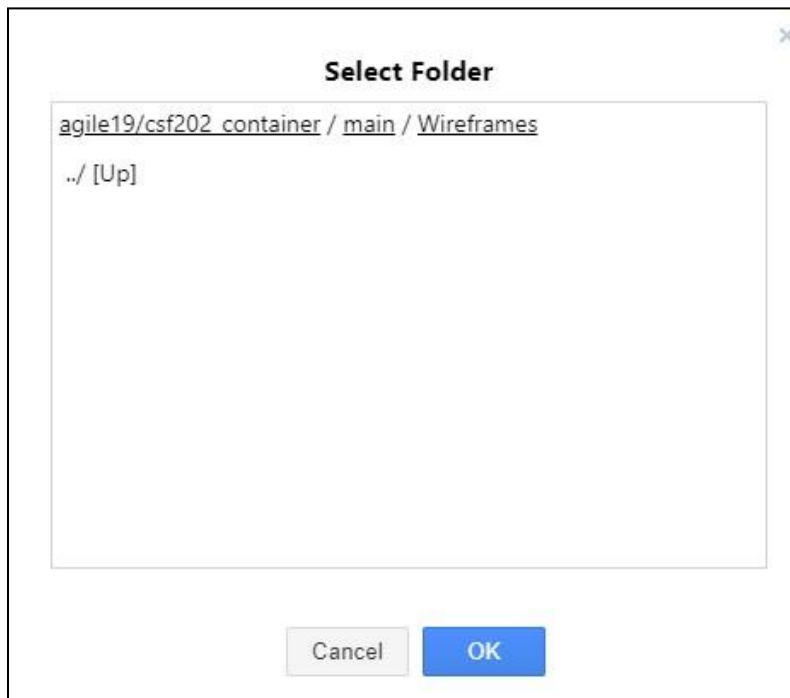 Select Folder
agile19/csf202_container / main / Wireframes
../ [Up]
Cancel OK